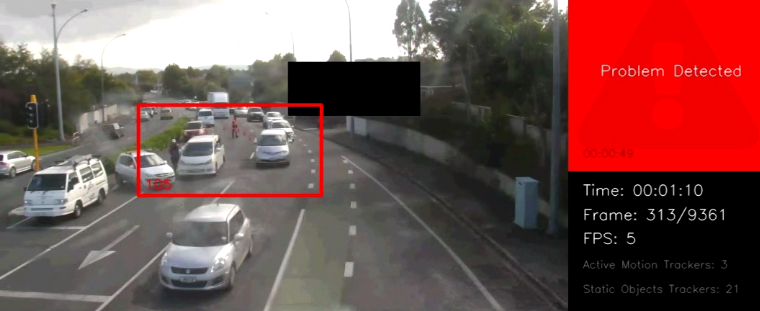 Problem Detected
00:00:49
Time: 00:01:10
Frame: 313/9361
FPS: 5
Active Motion Trackers: 3
Static Objects Trackers: 21